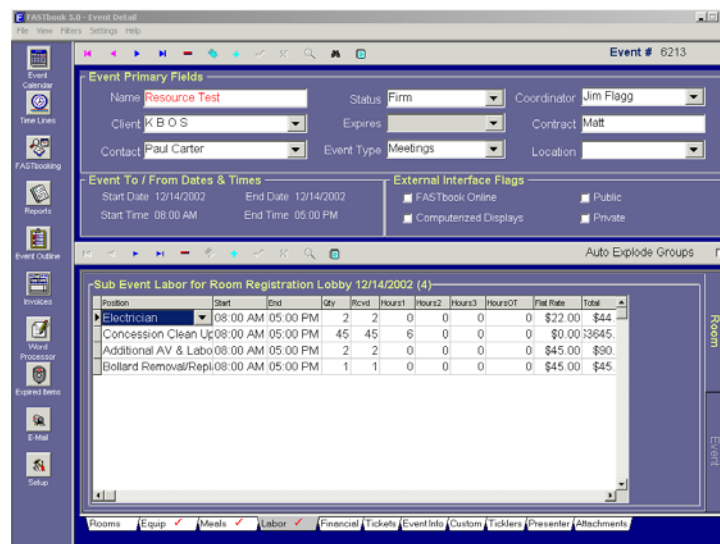 FASTbook 5.0 - Event Detail
File View Filters Settings Help
Event # 6213
Event Calendar
Time Lines
FASTbooking
Reports
Event Outline
Invoices
Word Processor
Expired Items
E-Mail
Setup
Event Primary Fields
Name Resource Test Status Firm Coordinator Jim Flagg
Client K B O S Expires Contract Matt
Contact Paul Carter Event Type Meetings Location
Event To / From Dates & Times External Interface Flags
Start Date 12/14/2002 End Date 12/14/2002 FASTbook Online Public
Start Time 08:00 AM End Time 05:00 PM Computerized Displays Private
Auto Explode Groups
Sub Event Labor for Room Registration Lobby 12/14/2002 (4)
Position Start End Qty Rcvd Hours1 Hours2 Hours3 HoursOT Flat Rate Total
Electrician 08:00 AM 05:00 PM 2 2 0 0 0 0 $22.00 $44.
Concession Clean Up 08:00 AM 05:00 PM 45 45 6 0 0 0 $0.00 $3645.
Additional AV & Labo 08:00 AM 05:00 PM 2 2 0 0 0 0 $45.00 $90.
Bollard Removal/Repl 08:00 AM 05:00 PM 1 1 0 0 0 0 $45.00 $45.
Room
Event
Rooms Equip Meals Labor Financial Tickets Event Info Custom Ticklers Presenter Attachments